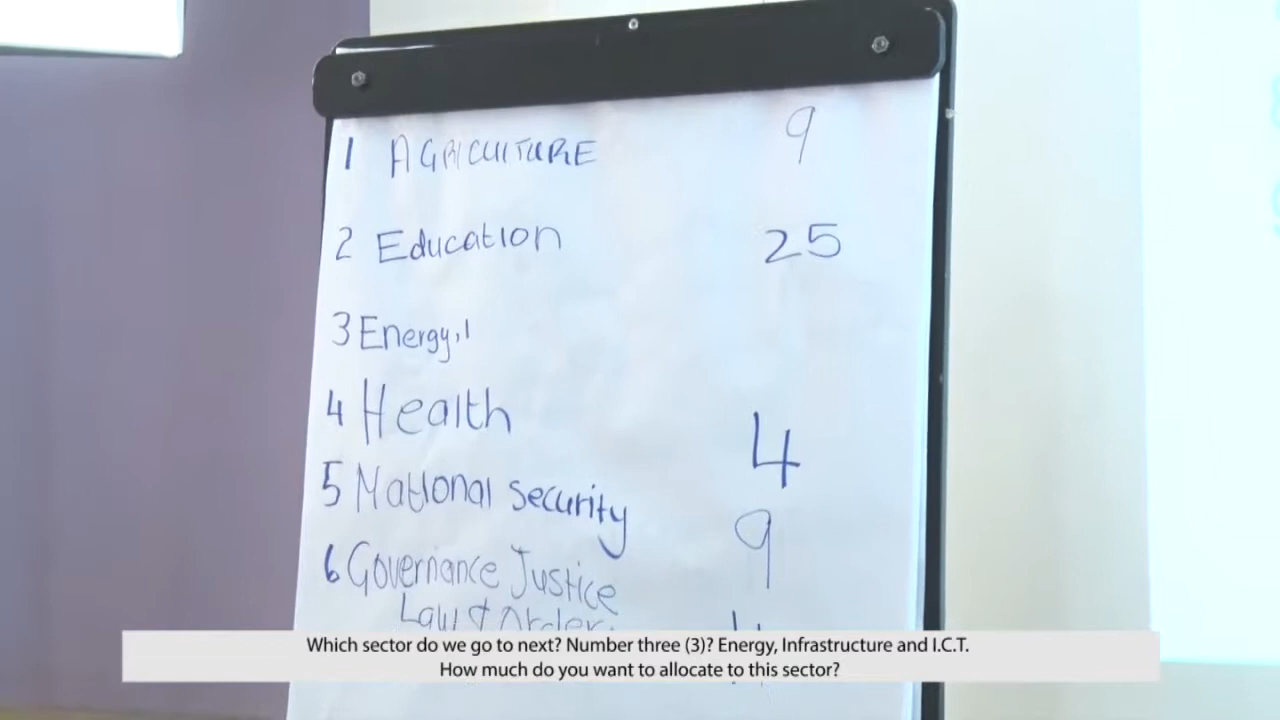 1 AGRICULTURE 9
2 Education 25
3 Energy, I
4 Health
4
5 National security
9
6 Governance Justice
Law & Order
Which sector do we go to next? Number three (3)? Energy, Infrastructure and I.C.T.
How much do you want to allocate to this sector?